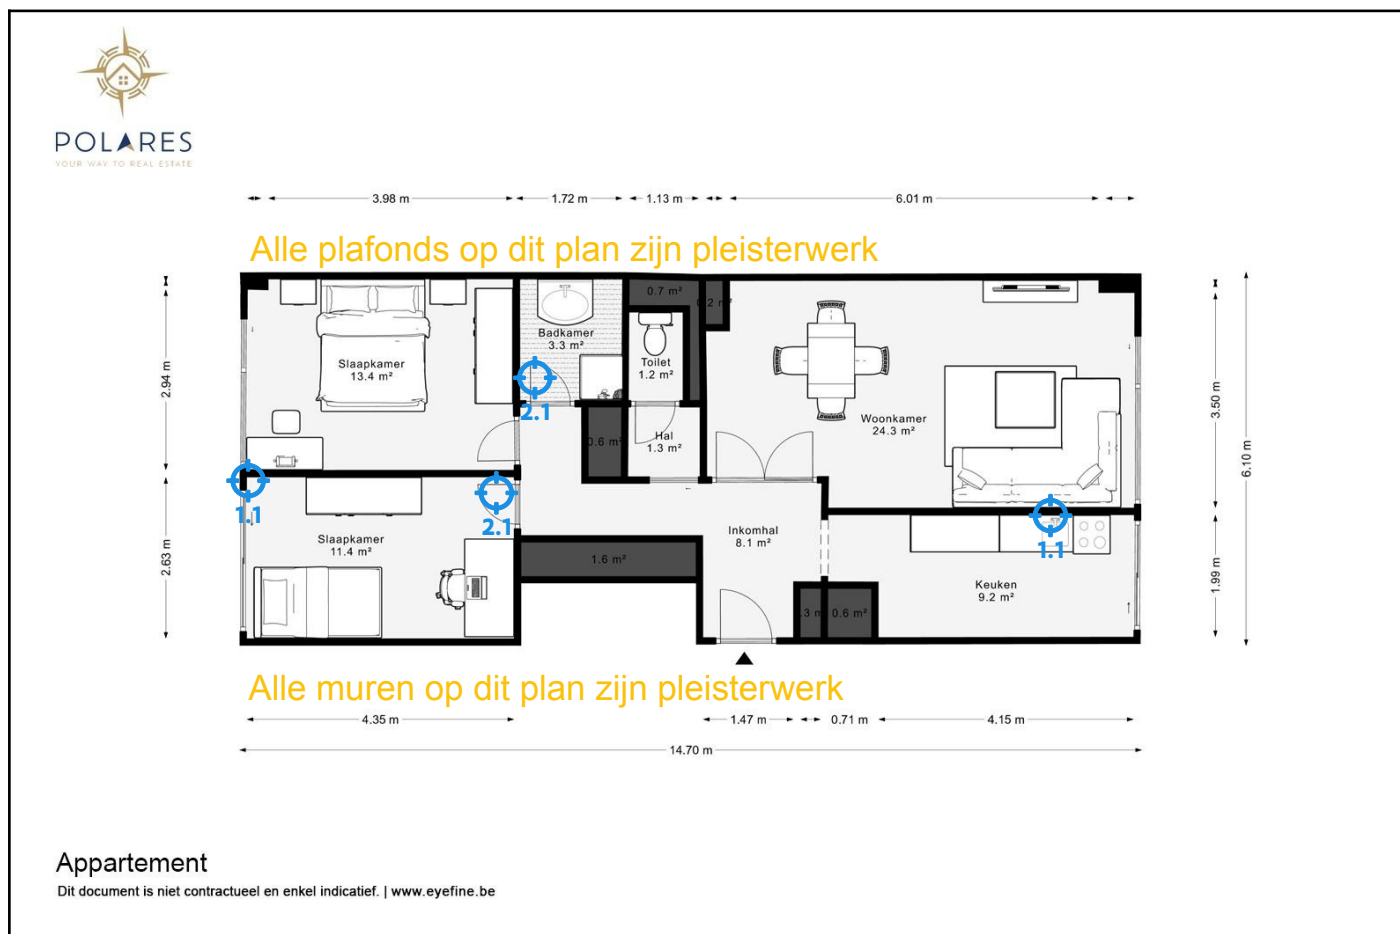 POLARES
YOUR WAY TO REAL ESTATE
3.98 m
1.72 m
1.13 m
6.01 m
Alle plafonds op dit plan zijn pleisterwerk
0.7 m²
Badkamer
3.3 m²
Toilet
1.2 m²
Slaapkamer
13.4 m²
2.94 m
3.50 m
2.1
Woonkamer
24.3 m²
0.6 m²
Hal
1.3 m²
6.10 m
1.1
2.1
1.1
Slaapkamer
11.4 m²
Inkomhal
8.1 m²
2.63 m
1.6 m²
Keuken
9.2 m²
1.99 m
0.6 m²
Alle muren op dit plan zijn pleisterwerk
4.35 m
1.47 m
0.71 m
4.15 m
14.70 m
Appartement
Dit document is niet contractueel en enkel indicatief. | www.eyefine.be